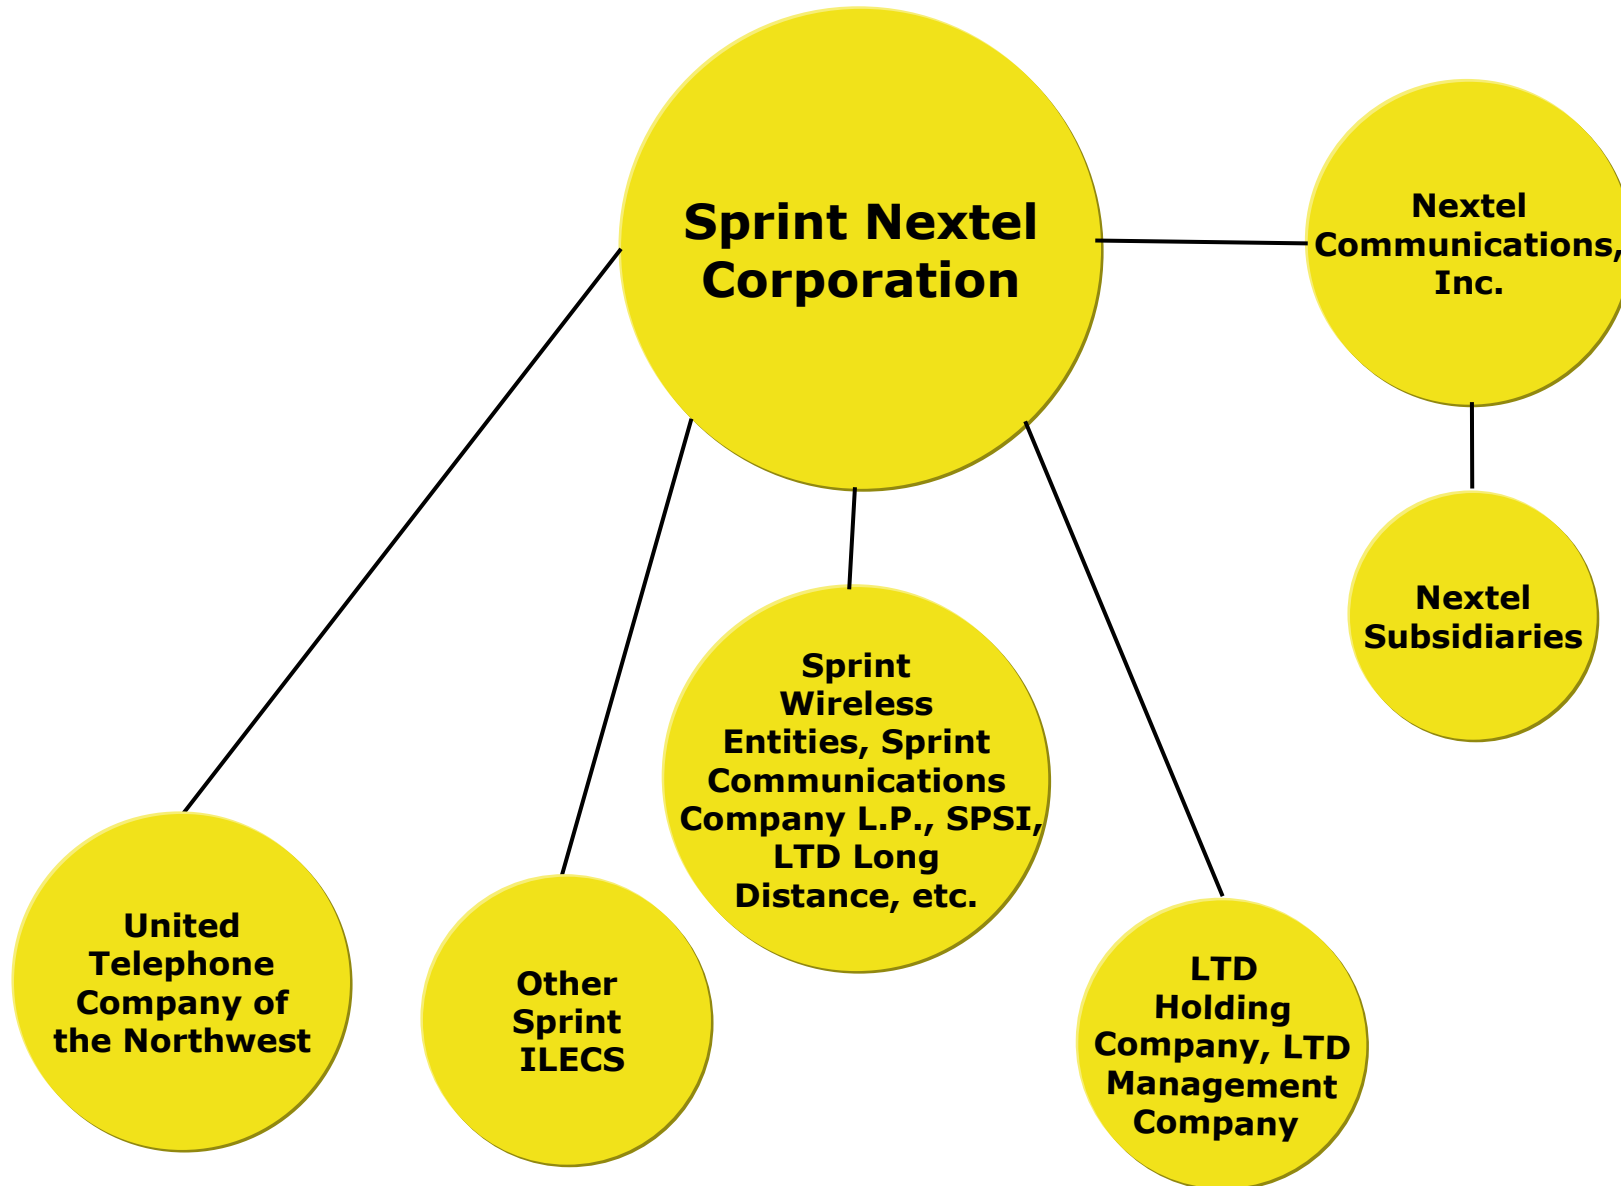 Sprint Nextel
Corporation
Nextel
Communications,
Inc.
Nextel
Subsidiaries
Sprint
Wireless
Entities, Sprint
Communications
Company L.P., SPSI,
LTD Long
Distance, etc.
United
Telephone
Company of
the Northwest
Other
Sprint
ILECS
LTD
Holding
Company, LTD
Management
Company